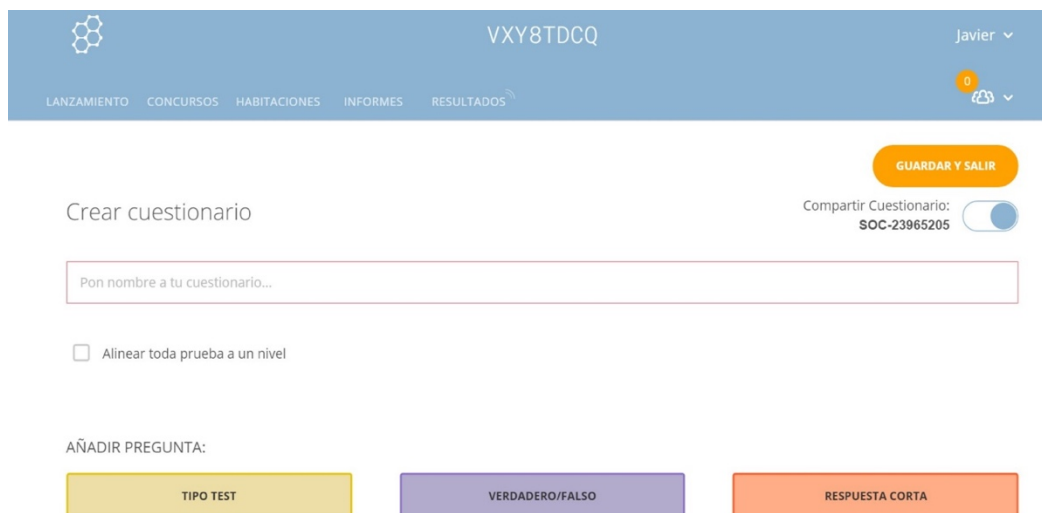 VXY8TDCQ
Javier
LANZAMIENTO CONCURSOS HABITACIONES INFORMES RESULTADOS
0
GUARDAR Y SALIR
Crear cuestionario
Compartir Cuestionario:
SOC-23965205
Pon nombre a tu cuestionario...
Alinear toda prueba a un nivel
AÑADIR PREGUNTA:
TIPO TEST VERDADERO/FALSO RESPUESTA CORTA